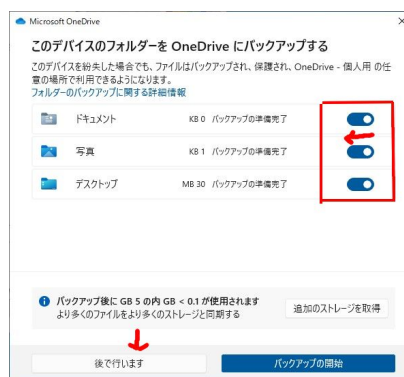 Microsoft OneDrive
このデバイスのフォルダーを OneDrive にバックアップする
このデバイスを紛失した場合でも、ファイルはバックアップされ、保護され、OneDrive - 個人用 の任
意の場所で利用できるようになります。
フォルダーのバックアップに関する詳細情報
ドキュメント KB 0 バックアップの準備完了
写真 KB 1 バックアップの準備完了
デスクトップ MB 30 バックアップの準備完了
バックアップ後に GB 5 の内 GB < 0.1 が使用されます
より多くのファイルをより多くのストレージと同期する
追加のストレージを取得
後で行います
バックアップの開始